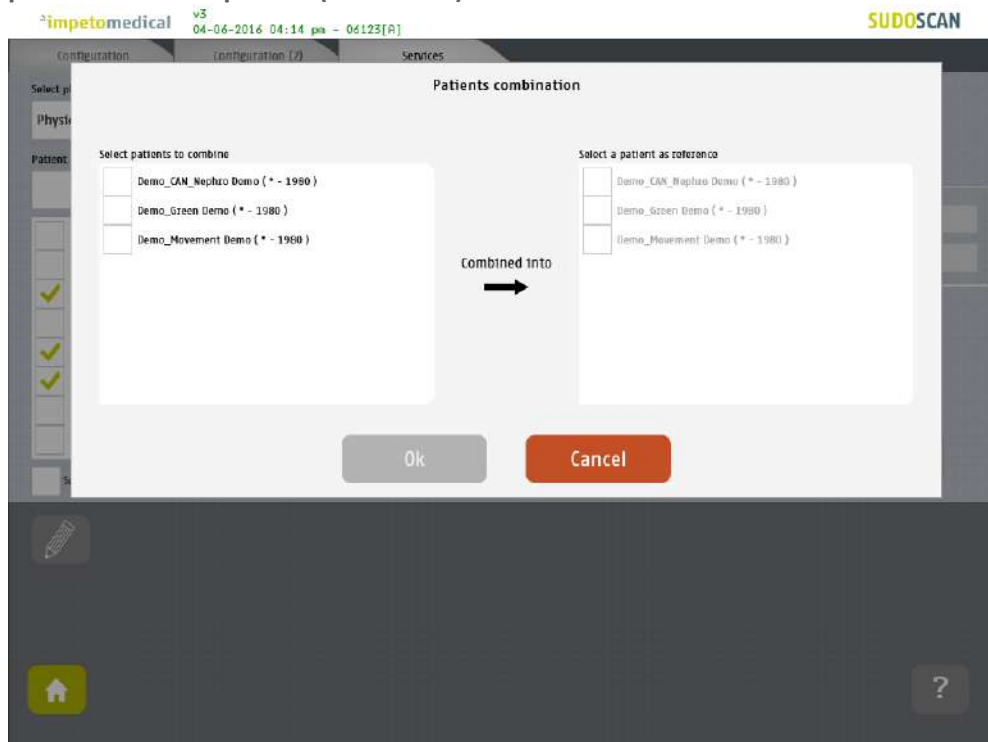 impetomedical
v3
04-06-2016 04:14 pm - 06123[A]
SUDOSCAN
Configuration
Configuration (2)
Services
Select p
Physi
Patient
Patients combination
Select patients to combine
Demo_CAN_Nephro Demo ( * - 1980 )
Demo_Green Demo ( * - 1980 )
Demo_Movement Demo ( * - 1980 )
Combined into
Select a patient as reference
Demo_CAN_Nephro Demo ( * - 1980 )
Demo_Green Demo ( * - 1980 )
Demo_Movement Demo ( * - 1980 )
Ok
Cancel
?